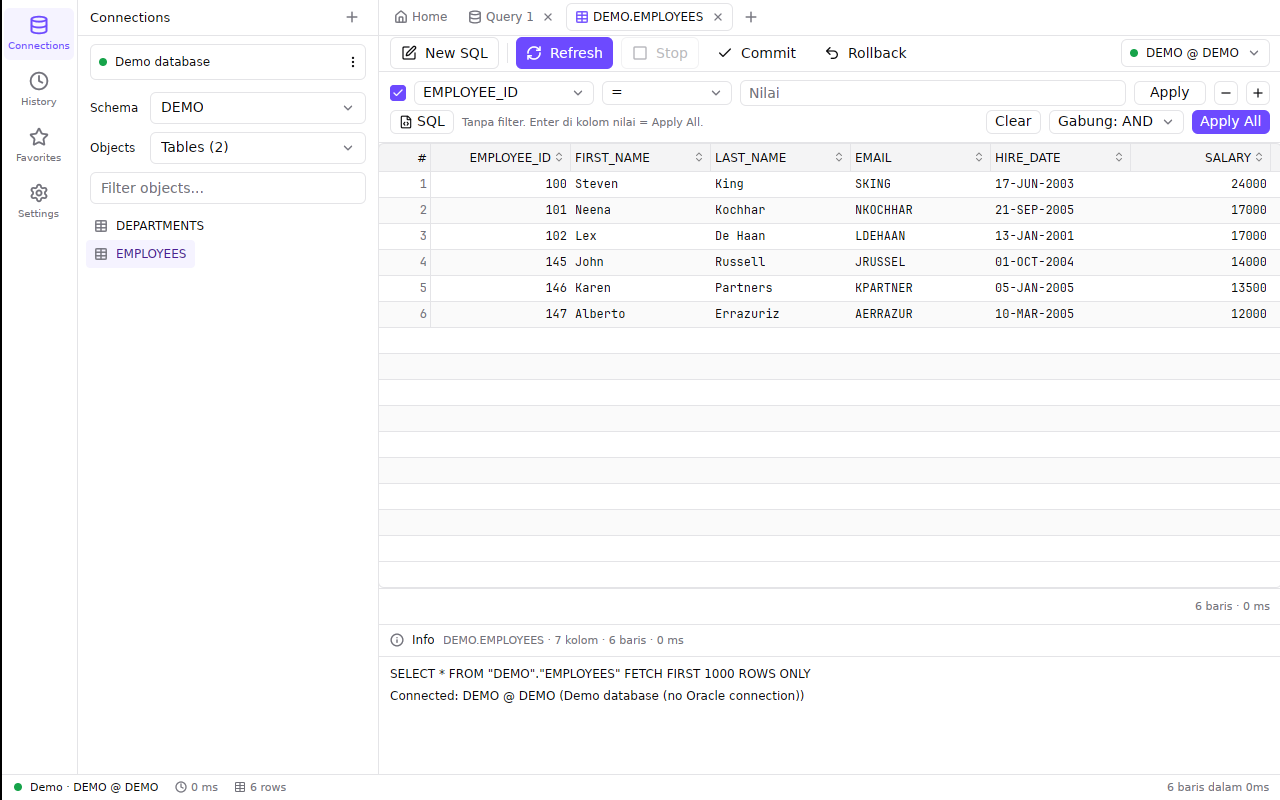 Connections
Home
Query 1
DEMO.EMPLOYEES
Connections
History
Favorites
Settings
Demo database
Schema
DEMO
Objects
Tables (2)
Filter objects...
DEPARTMENTS
EMPLOYEES
New SQL
Refresh
Stop
Commit
Rollback
DEMO @ DEMO
EMPLOYEE_ID
=
Nilai
Apply
SQL
Tanpa filter. Enter di kolom nilai = Apply All.
Clear
Gabung: AND
Apply All
# EMPLOYEE_ID FIRST_NAME LAST_NAME EMAIL HIRE_DATE SALARY
1 100 Steven King SKING 17-JUN-2003 24000
2 101 Neena Kochhar NKOCHHAR 21-SEP-2005 17000
3 102 Lex De Haan LDEHAAN 13-JAN-2001 17000
4 145 John Russell JRUSSEL 01-OCT-2004 14000
5 146 Karen Partners KPARTNER 05-JAN-2005 13500
6 147 Alberto Errazuriz AERRAZUR 10-MAR-2005 12000
6 baris · 0 ms
Info DEMO.EMPLOYEES · 7 kolom · 6 baris · 0 ms
SELECT * FROM "DEMO"."EMPLOYEES" FETCH FIRST 1000 ROWS ONLY
Connected: DEMO @ DEMO (Demo database (no Oracle connection))
Demo · DEMO @ DEMO 0 ms 6 rows
6 baris dalam 0ms